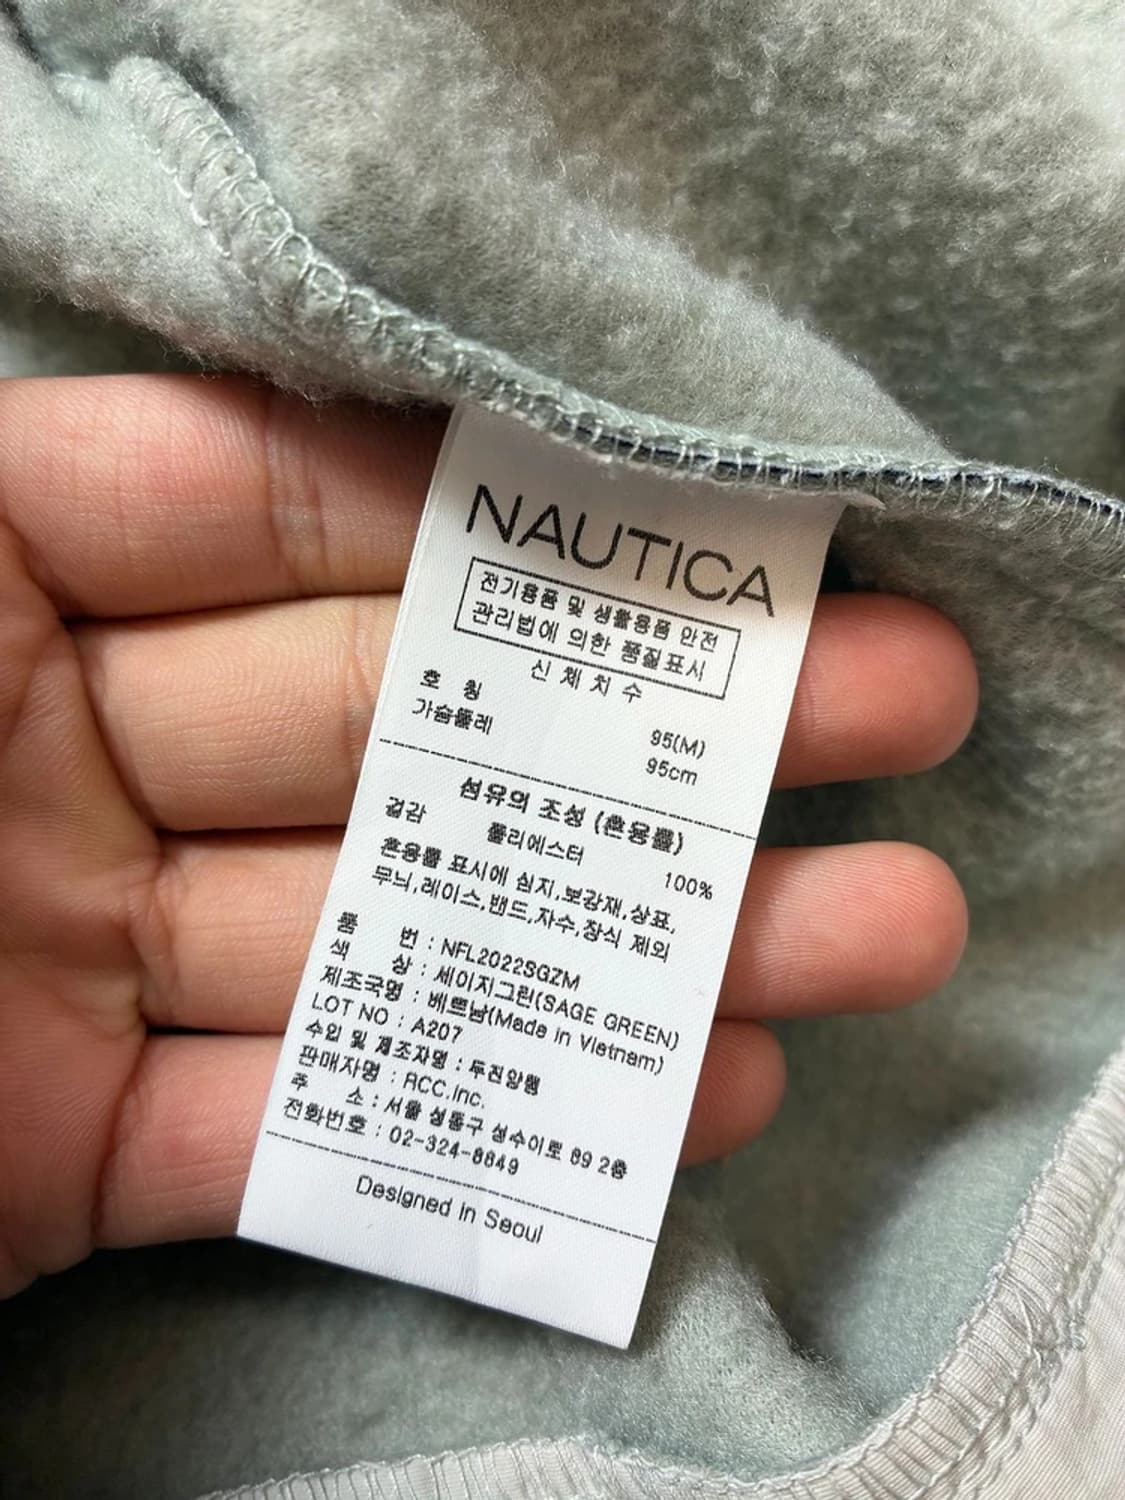 NAUTICA
전기용품 및 생활용품 안전
관리법에 의한 품질표시
신 체 치 수
호 칭 95(M)
가슴둘레 95cm
섬유의 조성 (혼용률)
겉감 폴리에스터 100%
혼용률 표시에 심지,보강재,상표,
무늬,레이스,밴드,자수,장식 제외
품 번 : NFL2022SGZM
색 상 : 세이지그린(SAGE GREEN)
제조국명 : 베트남(Made in Vietnam)
LOT NO : A207
수입 및 제조자명 : 두진양행
판매자명 : RCC.Inc.
주 소 : 서울 성동구 성수이로 89 2층
전화번호 : 02-324-8849
Designed in Seoul